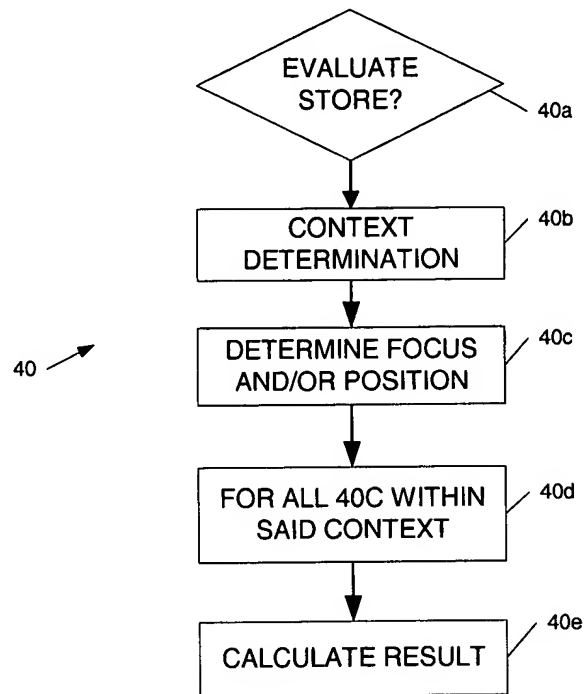 EVALUATE
STORE?
40a
CONTEXT
DETERMINATION
40b
DETERMINE FOCUS
AND/OR POSITION
40c
40
FOR ALL 40C WITHIN
SAID CONTEXT
40d
CALCULATE RESULT
40e